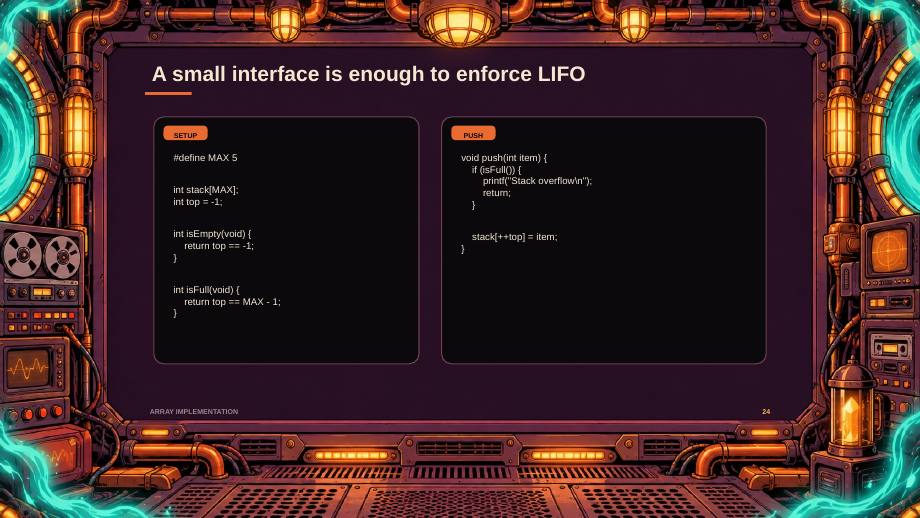 A small interface is enough to enforce LIFO
SETUP
#define MAX 5
int stack[MAX];
int top = -1;
int isEmpty(void) {
    return top == -1;
}
int isFull(void) {
    return top == MAX - 1;
}
PUSH
void push(int item) {
    if (isFull()) {
        printf("Stack overflow\n");
        return;
    }
    stack[++top] = item;
}
ARRAY IMPLEMENTATION
24